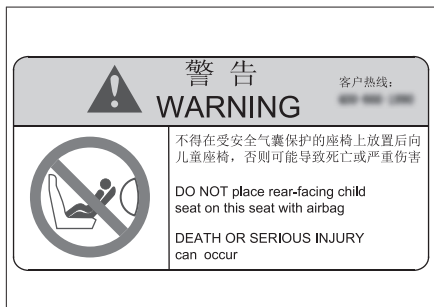 警告
客户热线：
WARNING
不得在受安全气囊保护的座椅上放置后向
儿童座椅，否则可能导致死亡或严重伤害
DO NOT place rear-facing child
seat on this seat with airbag
DEATH OR SERIOUS INJURY
can occur